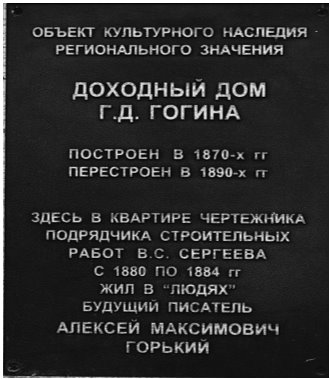 ОБЪЕКТ КУЛЬТУРНОГО НАСЛЕДИЯ
РЕГИОНАЛЬНОГО ЗНАЧЕНИЯ
ДОХОДНЫЙ ДОМ
Г.Д. ГОГИНА
ПОСТРОЕН В 1870-х гг
ПЕРЕСТРОЕН В 1890-х гг
ЗДЕСЬ В КВАРТИРЕ ЧЕРТЕЖНИКА
ПОДРЯДЧИКА СТРОИТЕЛЬНЫХ
РАБОТ В.С. СЕРГЕЕВА
С 1880 ПО 1884 гг
ЖИЛ В "ЛЮДЯХ"
БУДУЩИЙ ПИСАТЕЛЬ
АЛЕКСЕЙ МАКСИМОВИЧ
ГОРЬКИЙ